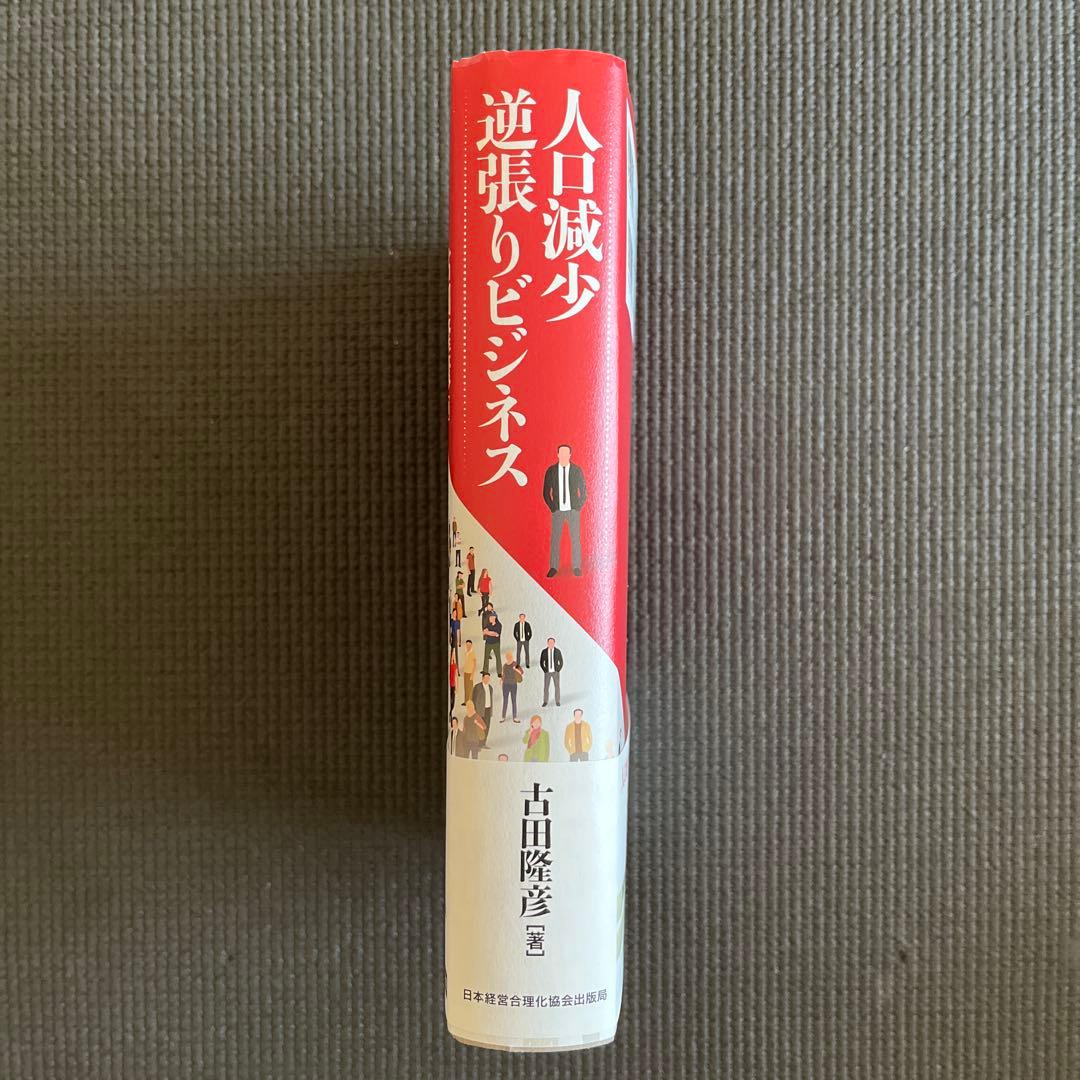 人口減少
逆張りビジネス
古田隆彦[著]
日本経営合理化協会出版局